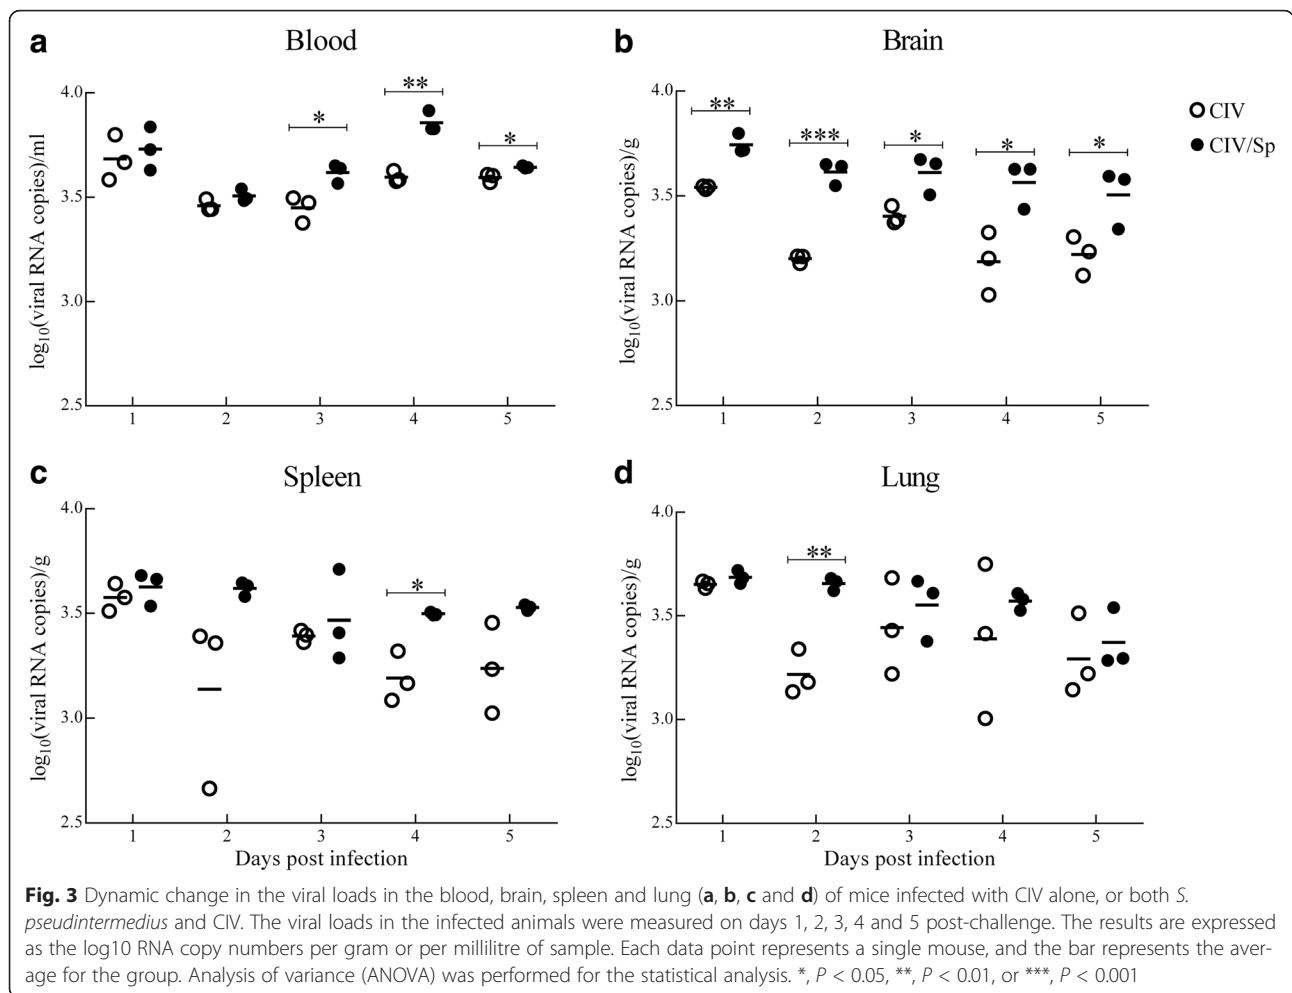 a Blood
b Brain
** * *
*** ** * * *
○ CIV
● CIV/Sp
4.0
3.5
3.0
2.5
log10(viral RNA copies)/ml
1 2 3 4 5
4.0
3.5
3.0
2.5
log10(viral RNA copies)/g
1 2 3 4 5
c Spleen
*
4.0
3.5
3.0
2.5
log10(viral RNA copies)/g
1 2 3 4 5
Days post infection
d Lung
**
4.0
3.5
3.0
2.5
log10(viral RNA copies)/g
1 2 3 4 5
Days post infection
Fig. 3 Dynamic change in the viral loads in the blood, brain, spleen and lung (a, b, c and d) of mice infected with CIV alone, or both S.
pseudintermedius and CIV. The viral loads in the infected animals were measured on days 1, 2, 3, 4 and 5 post-challenge. The results are expressed
as the log10 RNA copy numbers per gram or per millilitre of sample. Each data point represents a single mouse, and the bar represents the aver-
age for the group. Analysis of variance (ANOVA) was performed for the statistical analysis. *, P < 0.05, **, P < 0.01, or ***, P < 0.001